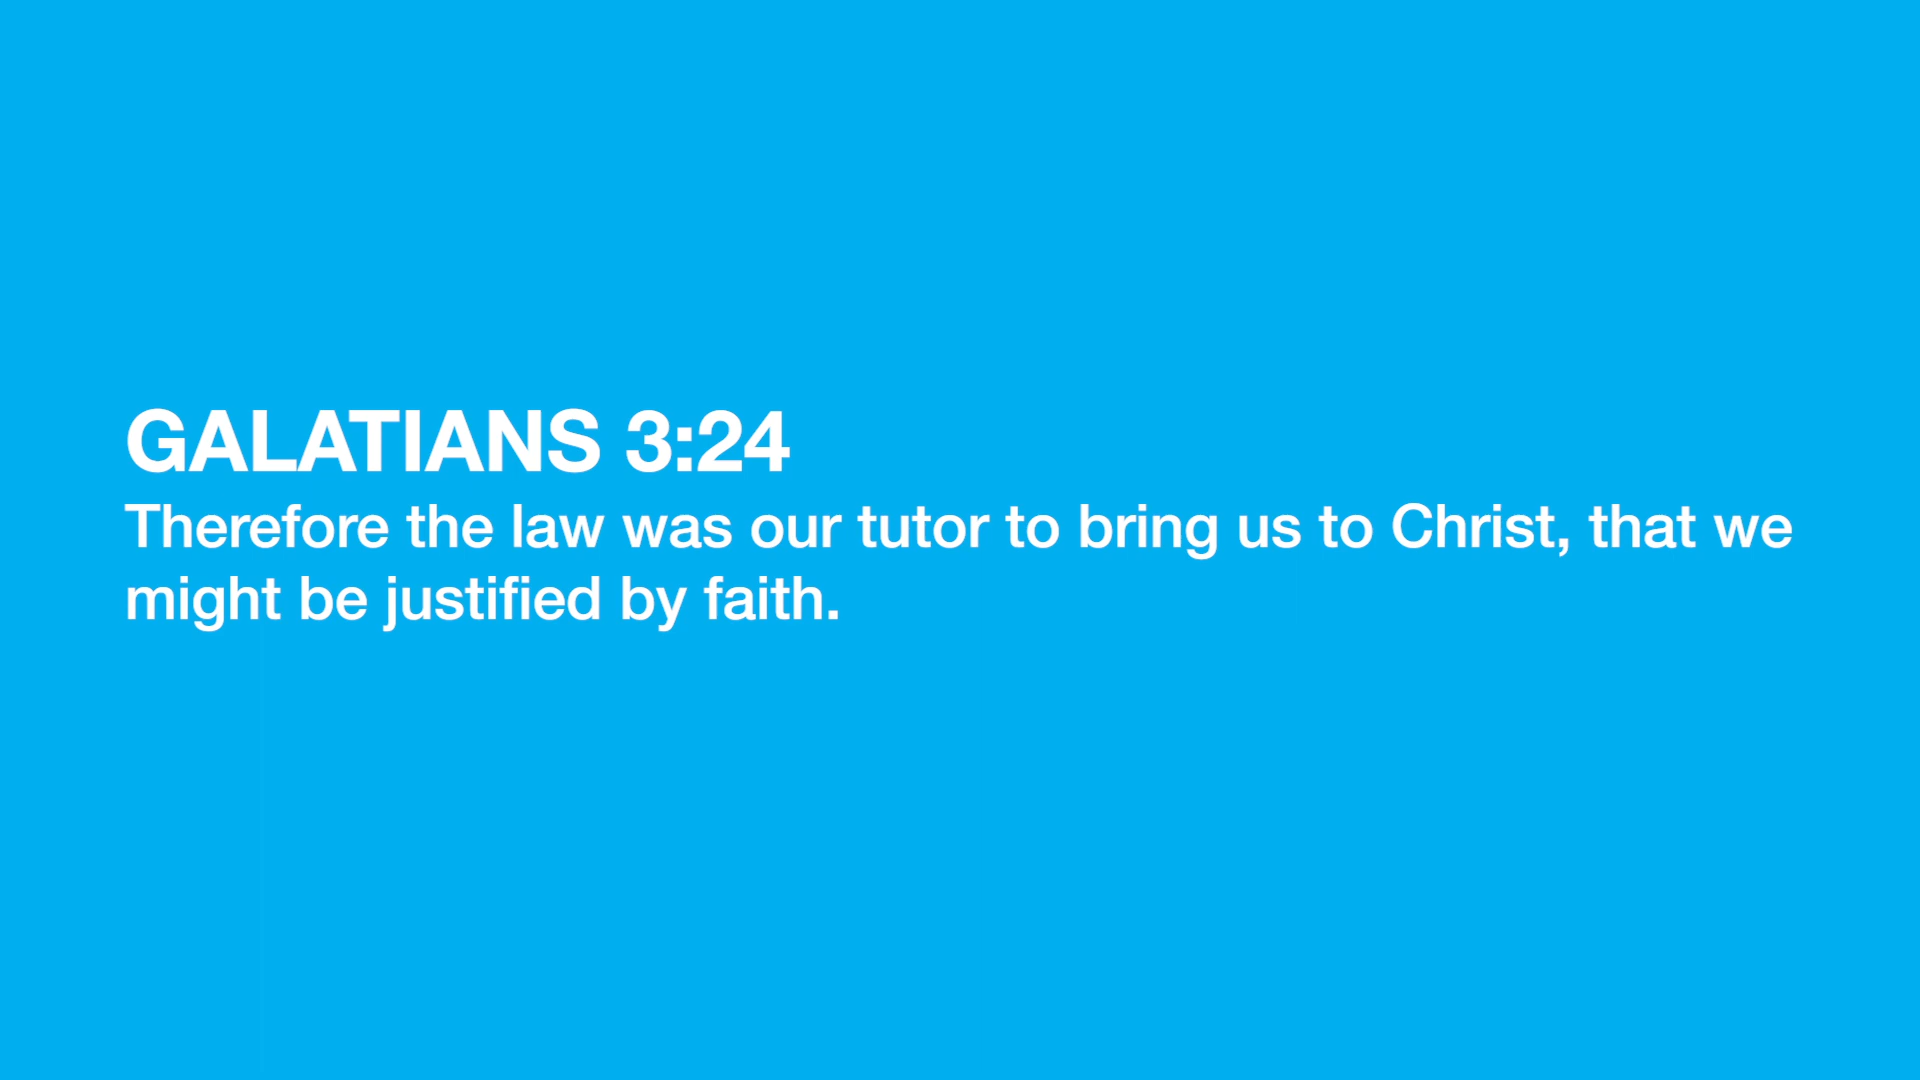 GALATIANS 3:24
Therefore the law was our tutor to bring us to Christ, that we
might be justified by faith.